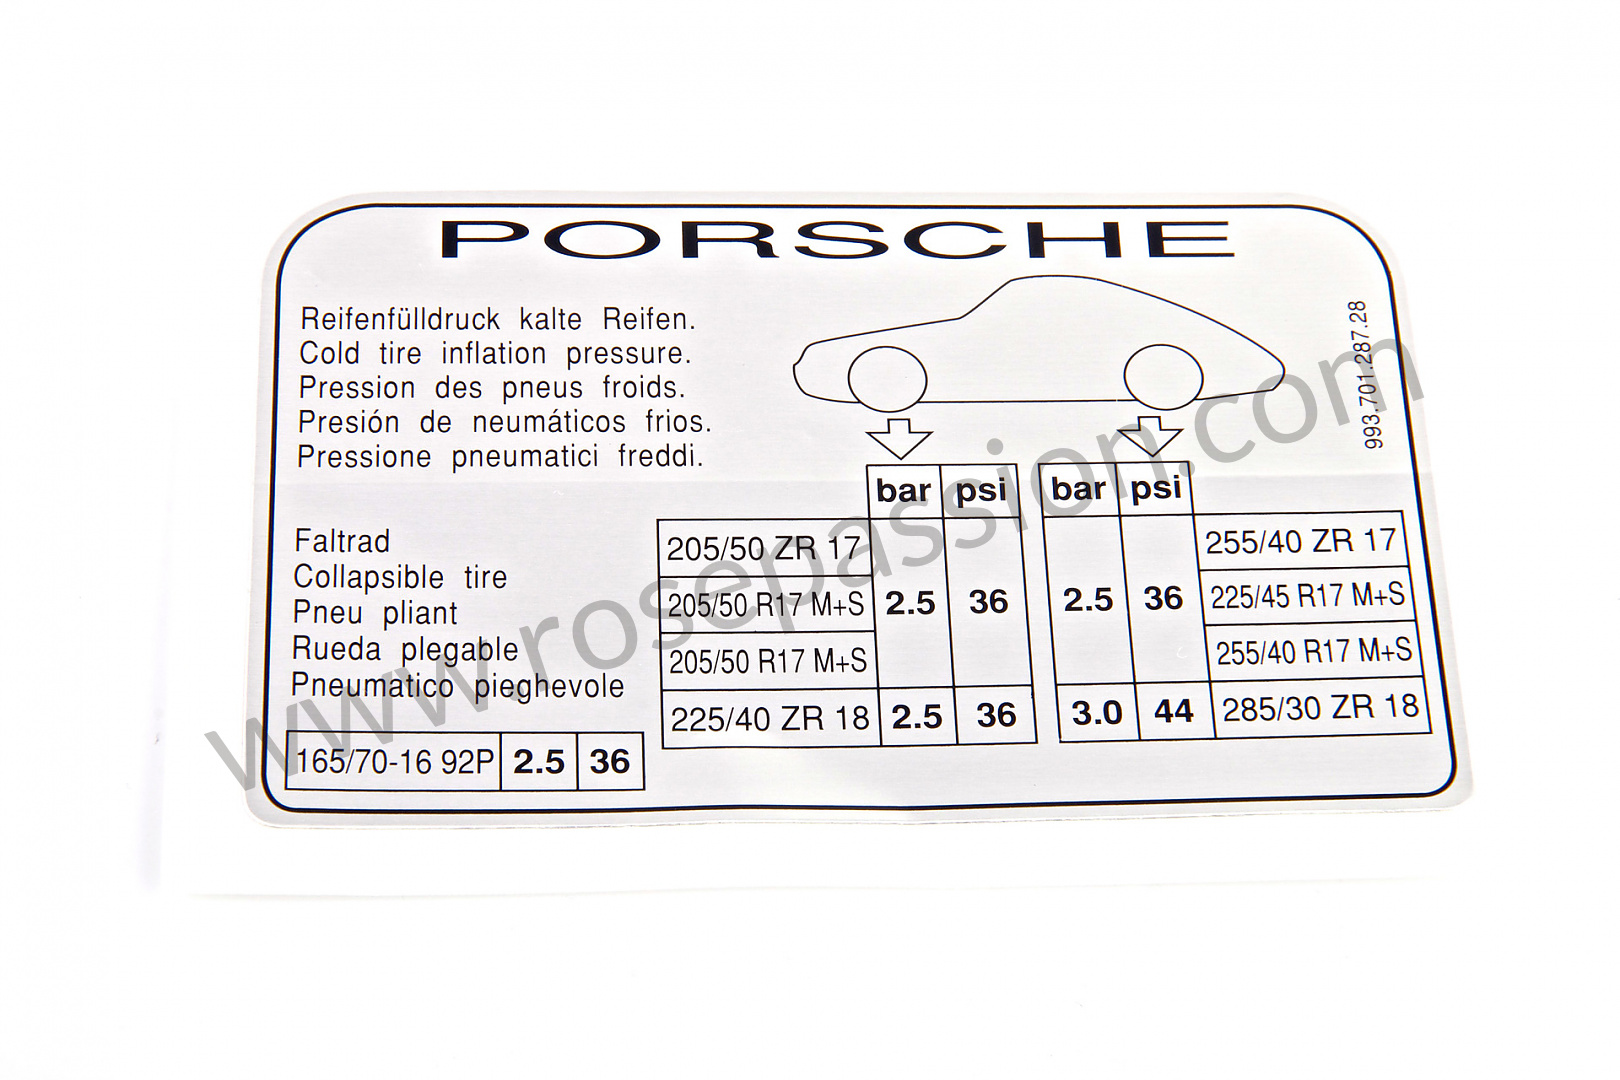 PORSCHE
Reifenfülldruck kalte Reifen.
Cold tire inflation pressure.
Pression des pneus froids.
Presión de neumáticos frios.
Pressione pneumatici freddi.
993.701.287.28
bar psi bar psi
Faltrad
Collapsible tire
Pneu pliant
Rueda plegable
Pneumatico pieghevole
165/70-16 92P 2.5 36
205/50 ZR 17 255/40 ZR 17
205/50 R17 M+S 2.5 36 2.5 36 225/45 R17 M+S
205/50 R17 M+S 255/40 R17 M+S
225/40 ZR 18 2.5 36 3.0 44 285/30 ZR 18
www.rosepassion.com